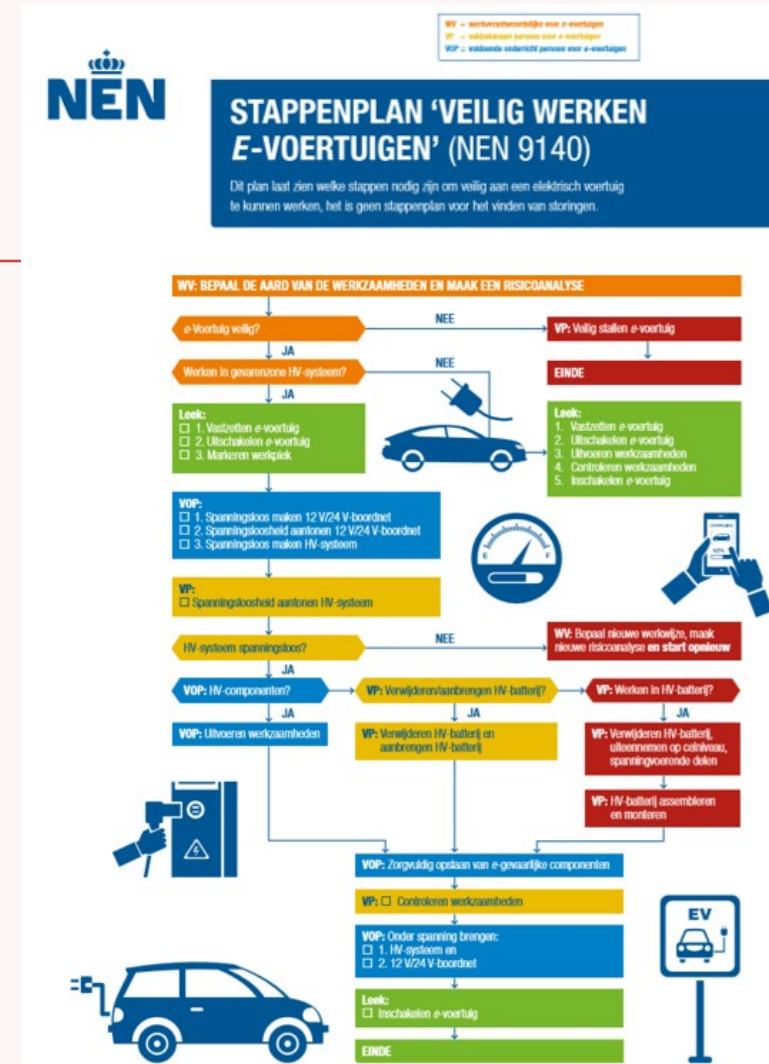 WV = werkverantwoordelijke voor e-voertuigen
VP = vakbekwaam persoon voor e-voertuigen
VOP = voldoende onderricht persoon voor e-voertuigen
NEN
STAPPENPLAN ‘VEILIG WERKEN
E-VOERTUIGEN’ (NEN 9140)
Dit plan laat zien welke stappen nodig zijn om veilig aan een elektrisch voertuig
te kunnen werken, het is geen stappenplan voor het vinden van storingen.
WV: BEPAAL DE AARD VAN DE WERKZAAMHEDEN EN MAAK EEN RISICOANALYSE
e-Voertuig veilig?
NEE
VP: Veilig stallen e-voertuig
JA
EINDE
Werken in gevarenzone HV-systeem?
NEE
JA
Leek:
☐ 1. Vastzetten e-voertuig
☐ 2. Uitschakelen e-voertuig
☐ 3. Markeren werkplek
Leek:
1. Vastzetten e-voertuig
2. Uitschakelen e-voertuig
3. Uitvoeren werkzaamheden
4. Controleren werkzaamheden
5. Inschakelen e-voertuig
VOP:
☐ 1. Spanningsloos maken 12 V/24 V-boordnet
☐ 2. Spanningsloosheid aantonen 12 V/24 V-boordnet
☐ 3. Spanningsloos maken HV-systeem
E F
VP:
☐ Spanningsloosheid aantonen HV-systeem
HV-systeem spanningsloos?
NEE
WV: Bepaal nieuwe werkwijze, maak
nieuwe risicoanalyse en start opnieuw
JA
VOP: HV-componenten?
VP: Verwijderen/aanbrengen HV-batterij?
VP: Werken in HV-batterij?
JA
JA
JA
VOP: Uitvoeren werkzaamheden
VP: Verwijderen HV-batterij en
aanbrengen HV-batterij
VP: Verwijderen HV-batterij,
uiteennemen op celniveau,
spanningvoerende delen
VP: HV-batterij assembleren
en monteren
VOP: Zorgvuldig opslaan van e-gevaarlijke componenten
VP: ☐ Controleren werkzaamheden
VOP: Onder spanning brengen:
☐ 1. HV-systeem en
☐ 2. 12 V/24 V-boordnet
EV
Leek:
☐ Inschakelen e-voertuig
EINDE